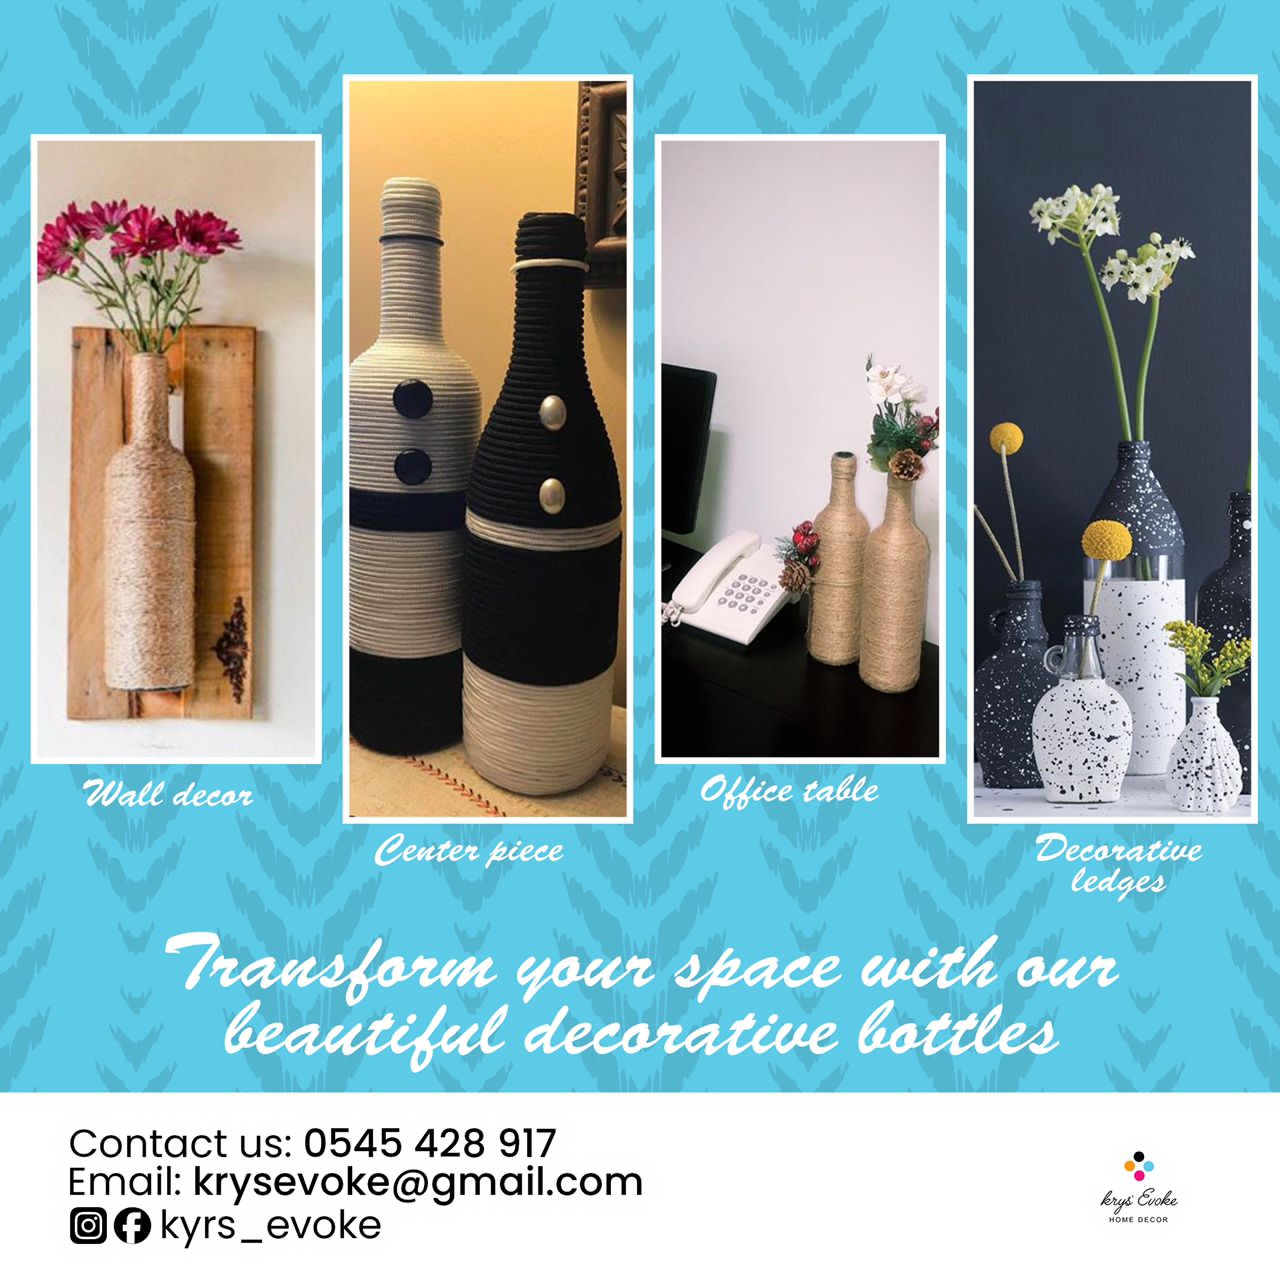 Wall decor
Center piece
Office table
Decorative
ledges
Transform your space with our
beautiful decorative bottles
Contact us: 0545 428 917
Email: krysevoke@gmail.com
kyrs_evoke
krys' Evoke
HOME DECOR